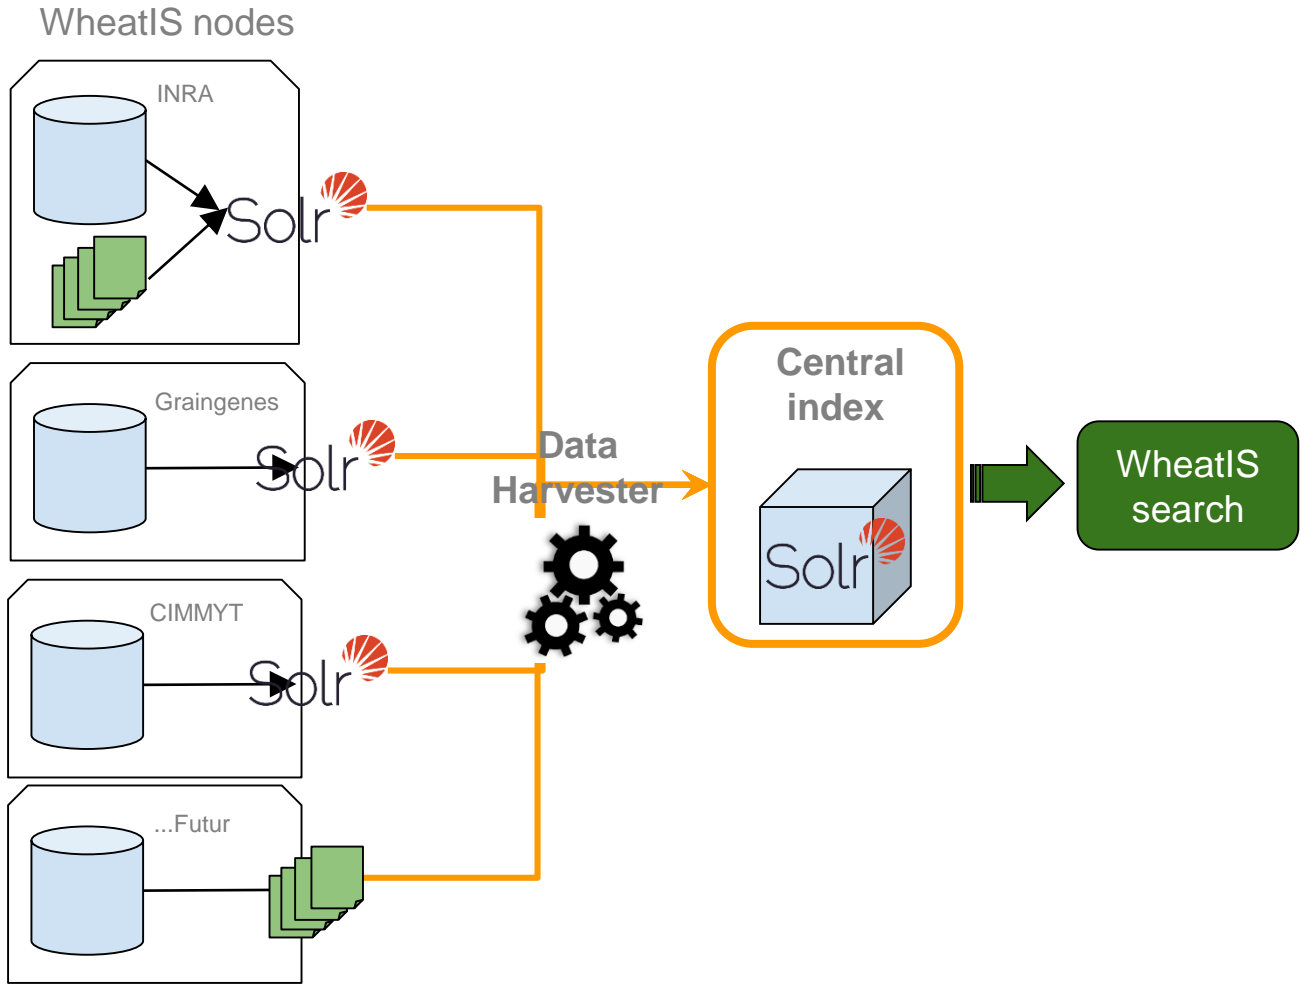 WheatIS nodes
INRA
Solr
Graingenes
Solr
CIMMYT
Solr
...Futur
Data
Harvester
Central
index
Solr
WheatIS
search